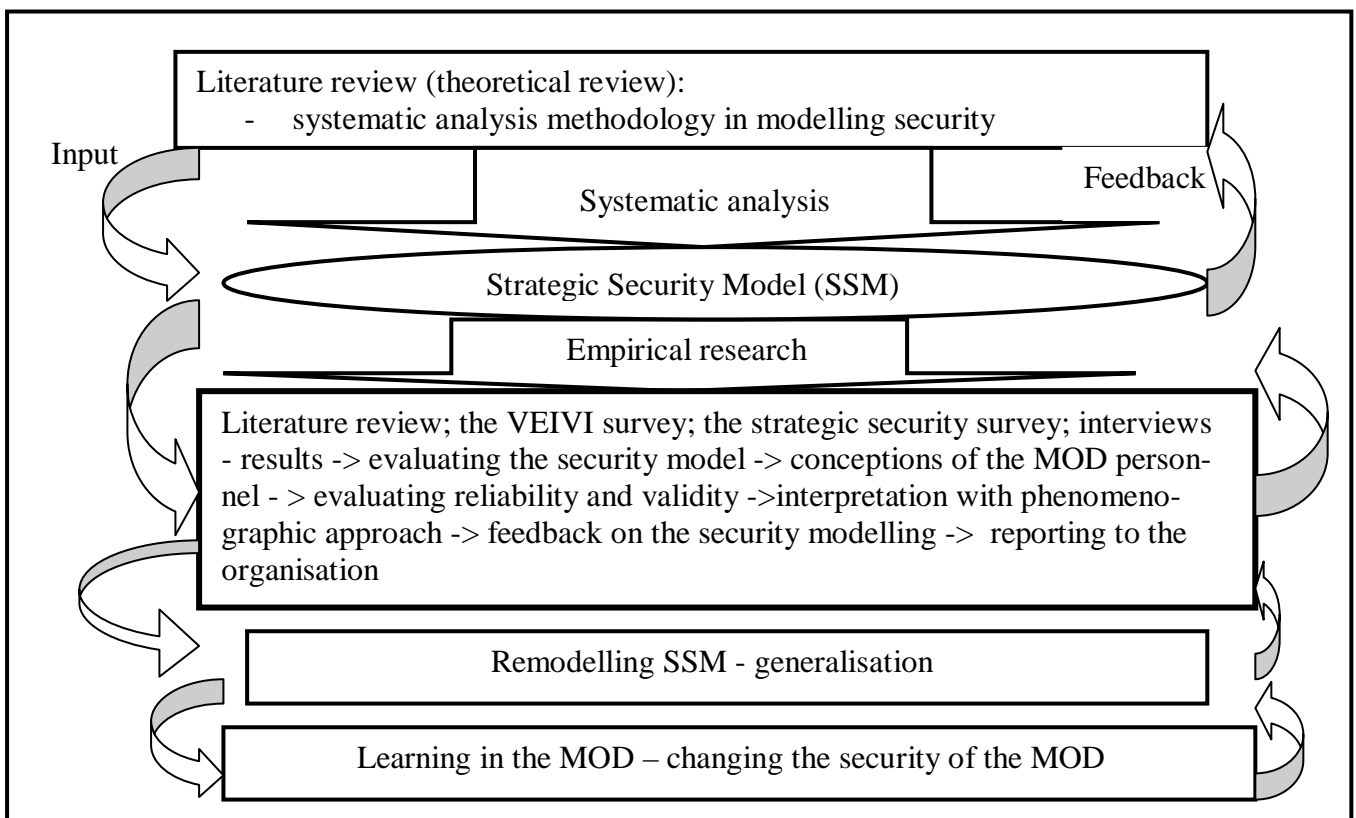 Literature review (theoretical review):
- systematic analysis methodology in modelling security
Input
Feedback
Systematic analysis
Strategic Security Model (SSM)
Empirical research
Literature review; the VEIVI survey; the strategic security survey; interviews
- results -> evaluating the security model -> conceptions of the MOD person-
nel - > evaluating reliability and validity ->interpretation with phenomeno-
graphic approach -> feedback on the security modelling -> reporting to the
organisation
Remodelling SSM - generalisation
Learning in the MOD – changing the security of the MOD